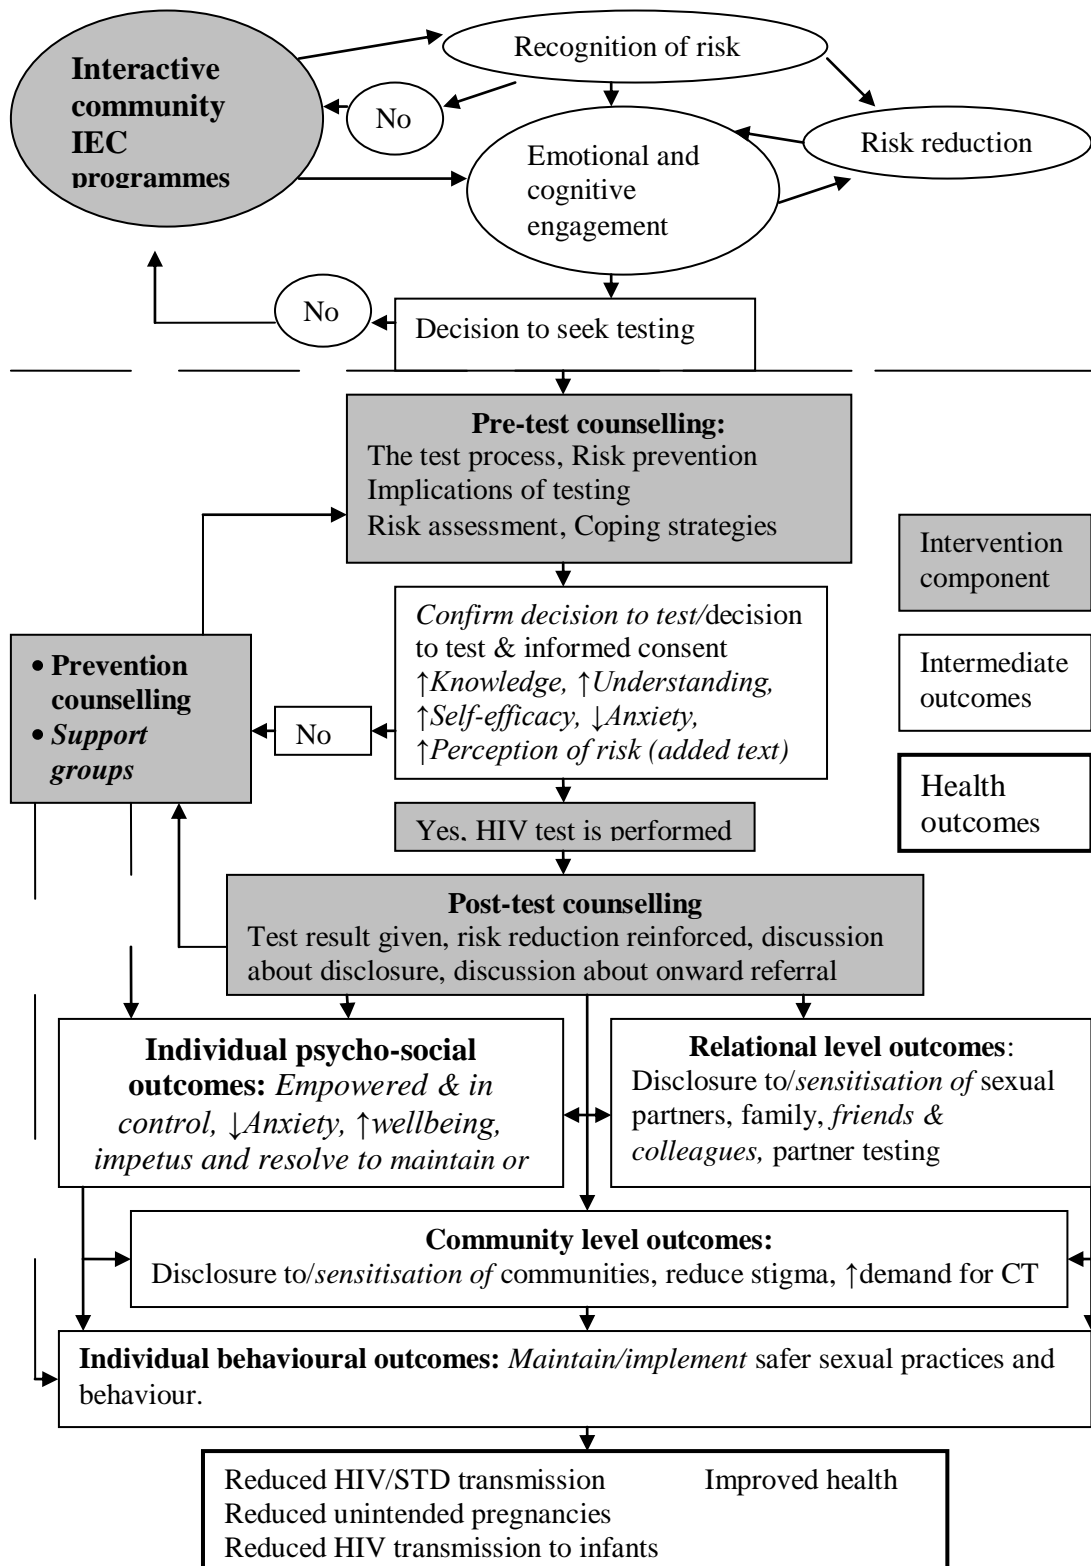 Interactive
community
IEC
programmes
Recognition of risk
No
Emotional and
cognitive
engagement
Risk reduction
No
Decision to seek testing
Pre-test counselling:
The test process, Risk prevention
Implications of testing
Risk assessment, Coping strategies
Intervention
component
Confirm decision to test/decision
to test & informed consent
↑Knowledge, ↑Understanding,
↑Self-efficacy, ↓Anxiety,
↑Perception of risk (added text)
Intermediate
outcomes
• Prevention
counselling
• Support
groups
No
Health
outcomes
Yes, HIV test is performed
Post-test counselling
Test result given, risk reduction reinforced, discussion
about disclosure, discussion about onward referral
Individual psycho-social
outcomes: Empowered & in
control, ↓Anxiety, ↑wellbeing,
impetus and resolve to maintain or
Relational level outcomes:
Disclosure to/sensitisation of sexual
partners, family, friends &
colleagues, partner testing
Community level outcomes:
Disclosure to/sensitisation of communities, reduce stigma, ↑demand for CT
Individual behavioural outcomes: Maintain/implement safer sexual practices and
behaviour.
Reduced HIV/STD transmission Improved health
Reduced unintended pregnancies
Reduced HIV transmission to infants